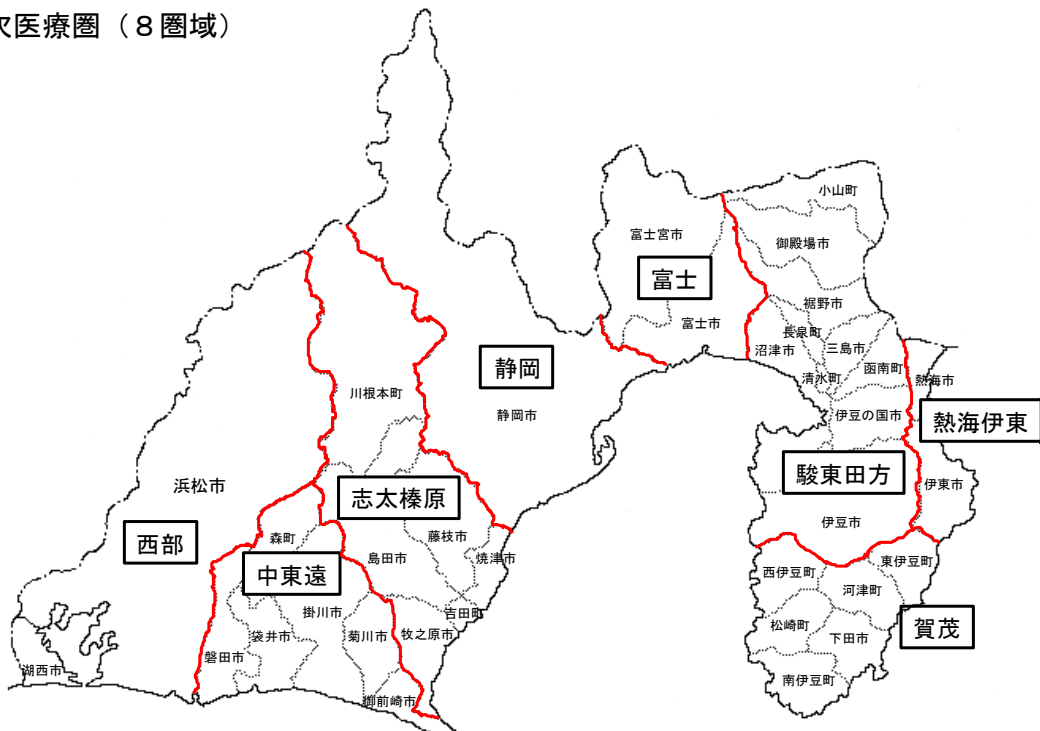 次医療圏（８圏域）
小山町
富士宮市
御殿場市
富士
裾野市
富士市
長泉町
沼津市
三島市
静岡
函南町
清水町
熱海市
川根本町
静岡市
伊豆の国市
熱海伊東
駿東田方
浜松市
志太榛原
伊東市
伊豆市
西部
森町
藤枝市
焼津市
中東遠
島田市
東伊豆町
西伊豆町
河津町
掛川市
吉田町
袋井市
菊川市
牧之原市
松崎町
下田市
賀茂
磐田市
湖西市
南伊豆町
御前崎市